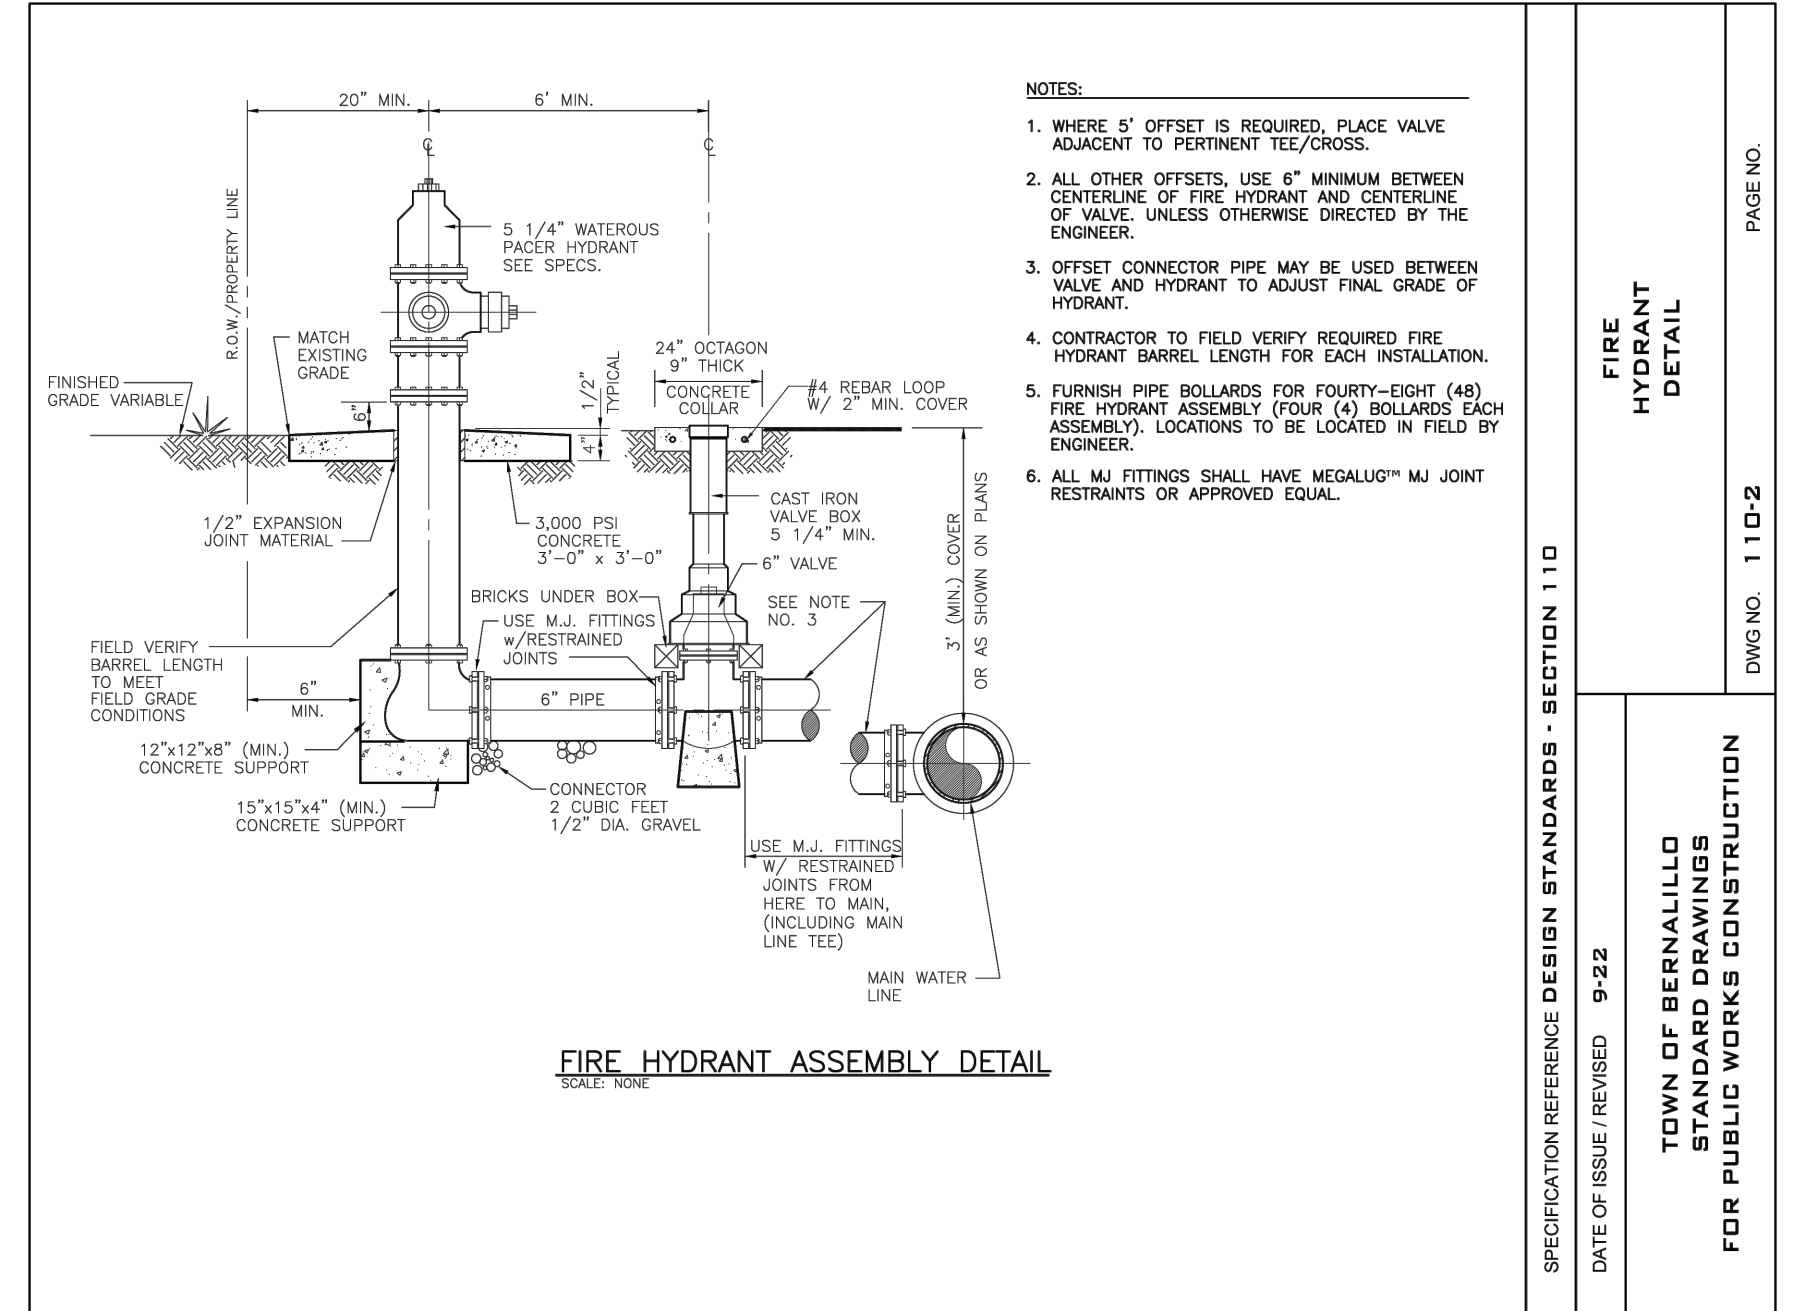 20" MIN.
6' MIN.
℄
℄
R.O.W./PROPERTY LINE
5 1/4" WATEROUS
PACER HYDRANT
SEE SPECS.
MATCH
EXISTING
GRADE
FINISHED
GRADE VARIABLE
6"
1/2"
TYPICAL
4"
24" OCTAGON
9" THICK
CONCRETE
COLLAR
#4 REBAR LOOP
W/ 2" MIN. COVER
1/2" EXPANSION
JOINT MATERIAL
3,000 PSI
CONCRETE
3'-0" x 3'-0"
CAST IRON
VALVE BOX
5 1/4" MIN.
6" VALVE
3' (MIN.) COVER
OR AS SHOWN ON PLANS
BRICKS UNDER BOX
USE M.J. FITTINGS
w/RESTRAINED
JOINTS
SEE NOTE
NO. 3
FIELD VERIFY
BARREL LENGTH
TO MEET
FIELD GRADE
CONDITIONS
6"
MIN.
6" PIPE
12"x12"x8" (MIN.)
CONCRETE SUPPORT
15"x15"x4" (MIN.)
CONCRETE SUPPORT
CONNECTOR
2 CUBIC FEET
1/2" DIA. GRAVEL
USE M.J. FITTINGS
W/ RESTRAINED
JOINTS FROM
HERE TO MAIN,
(INCLUDING MAIN
LINE TEE)
MAIN WATER
LINE
FIRE HYDRANT ASSEMBLY DETAIL
SCALE: NONE
NOTES:
1. WHERE 5' OFFSET IS REQUIRED, PLACE VALVE
ADJACENT TO PERTINENT TEE/CROSS.
2. ALL OTHER OFFSETS, USE 6" MINIMUM BETWEEN
CENTERLINE OF FIRE HYDRANT AND CENTERLINE
OF VALVE. UNLESS OTHERWISE DIRECTED BY THE
ENGINEER.
3. OFFSET CONNECTOR PIPE MAY BE USED BETWEEN
VALVE AND HYDRANT TO ADJUST FINAL GRADE OF
HYDRANT.
4. CONTRACTOR TO FIELD VERIFY REQUIRED FIRE
HYDRANT BARREL LENGTH FOR EACH INSTALLATION.
5. FURNISH PIPE BOLLARDS FOR FOURTY-EIGHT (48)
FIRE HYDRANT ASSEMBLY (FOUR (4) BOLLARDS EACH
ASSEMBLY). LOCATIONS TO BE LOCATED IN FIELD BY
ENGINEER.
6. ALL MJ FITTINGS SHALL HAVE MEGALUG™ MJ JOINT
RESTRAINTS OR APPROVED EQUAL.
SPECIFICATION REFERENCE DESIGN STANDARDS - SECTION 110
DATE OF ISSUE / REVISED 9-22
FIRE
HYDRANT
DETAIL
TOWN OF BERNALILLO
STANDARD DRAWINGS
FOR PUBLIC WORKS CONSTRUCTION
DWG NO. 110-2
PAGE NO.